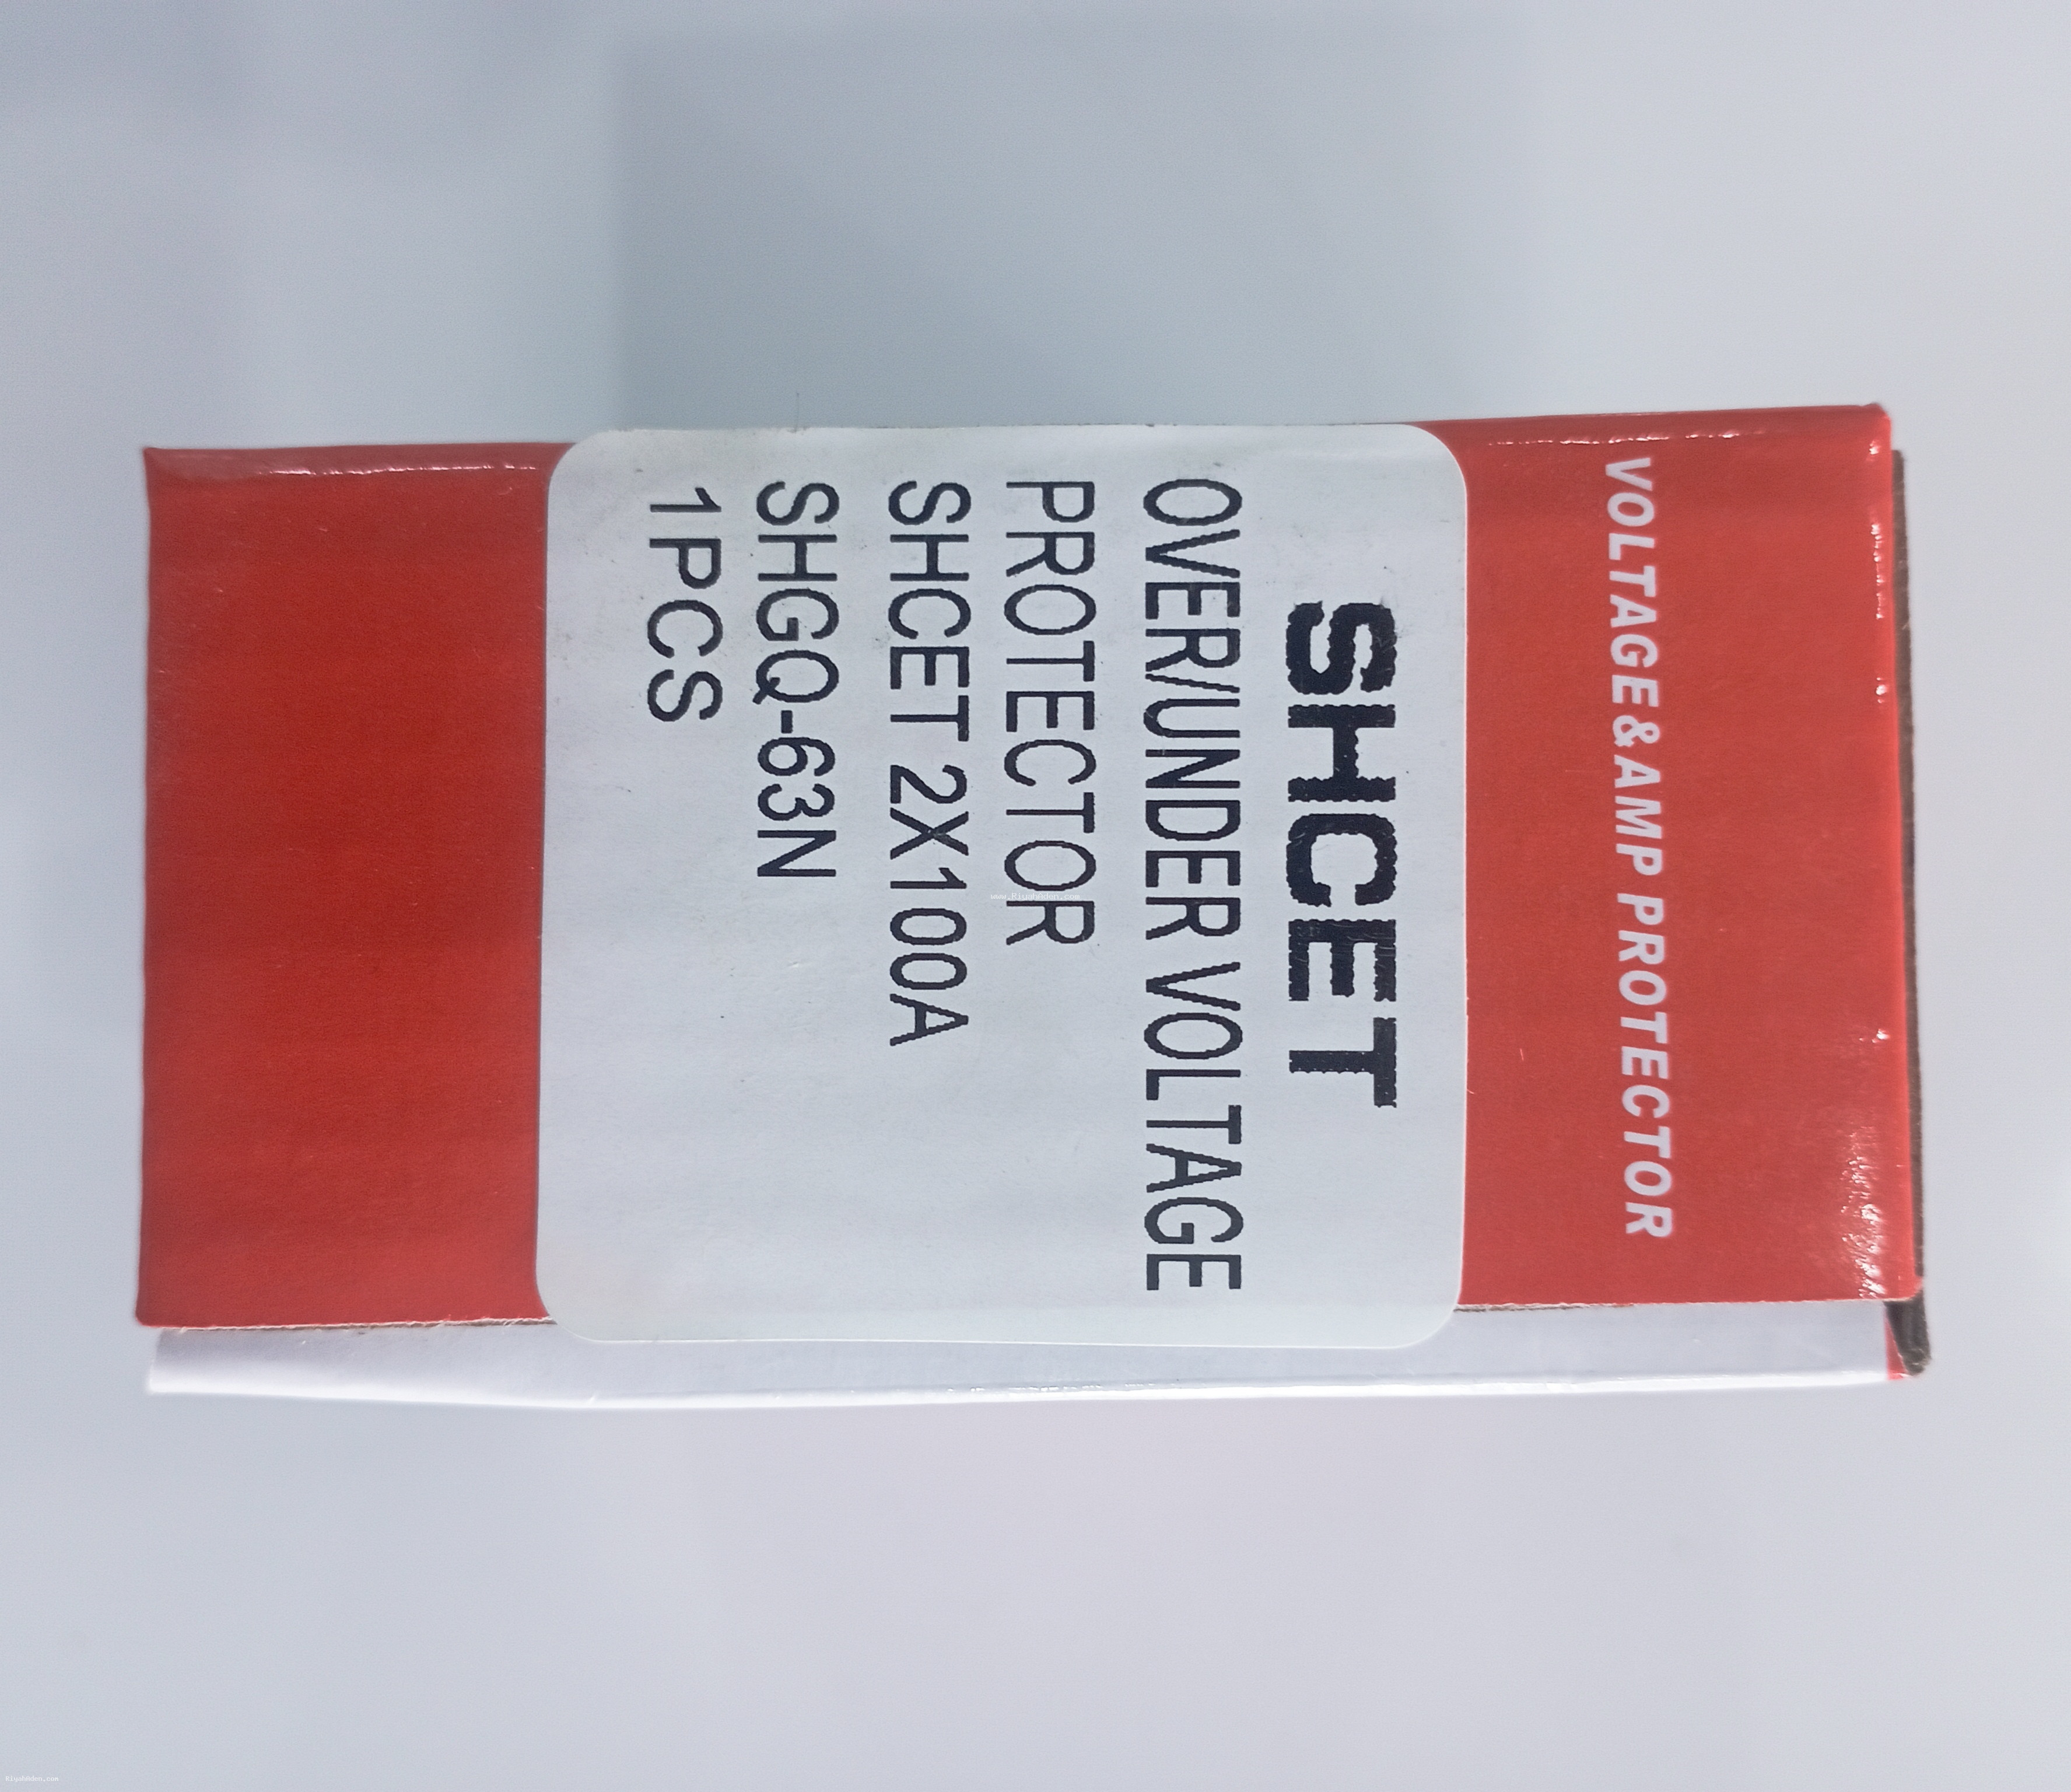 VOLTAGE&AMP PROTECTOR
SHCET
OVER/UNDER VOLTAGE
PROTECTOR
SHCET 2X100A
SHGQ-63N
1PCS